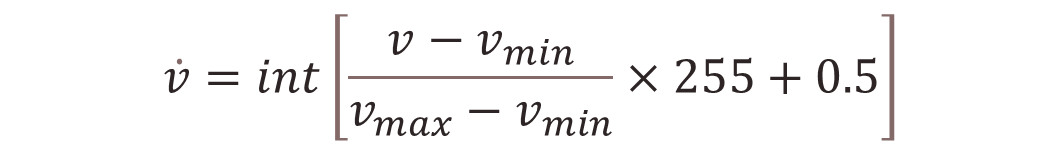 v̇ = int [ (v − v_min) / (v_max − v_min) × 255 + 0.5 ]